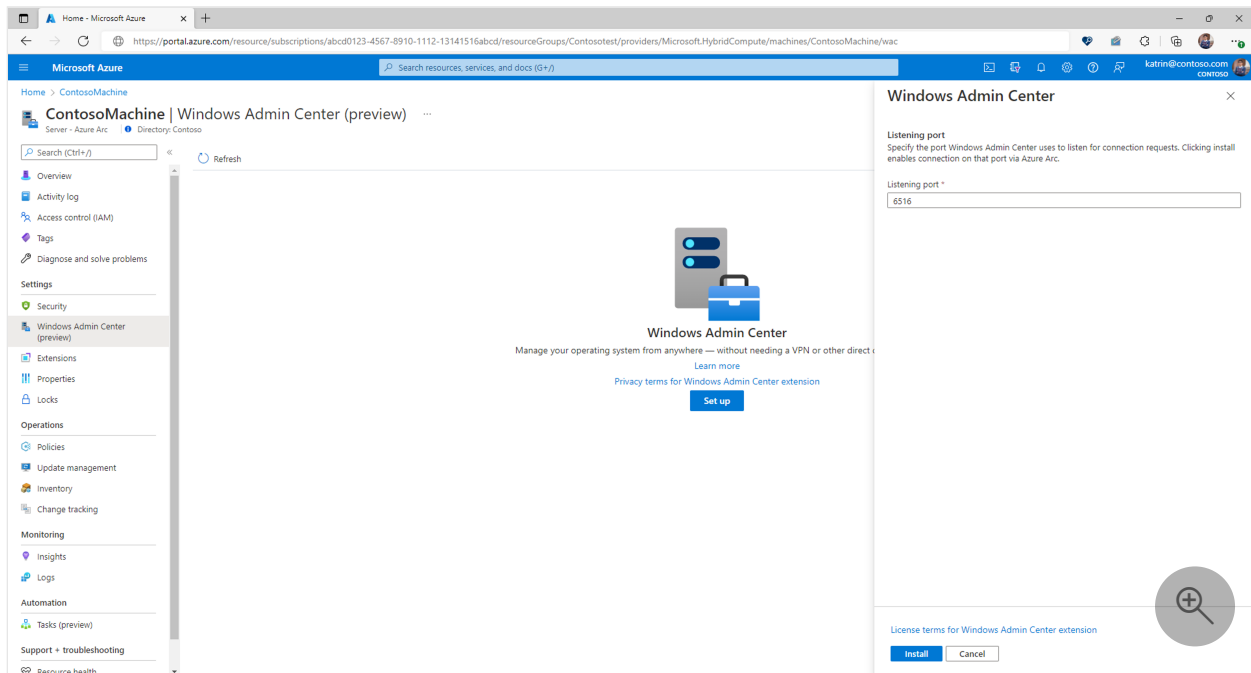 Home - Microsoft Azure
https://portal.azure.com/resource/subscriptions/abcd0123-4567-8910-1112-13141516abcd/resourceGroups/Contosotest/providers/Microsoft.HybridCompute/machines/ContosoMachine/wac
Microsoft Azure
Search resources, services, and docs (G+/)
katrin@contoso.com
CONTOSO
Home > ContosoMachine
ContosoMachine | Windows Admin Center (preview) ...
Server - Azure Arc
Directory: Contoso
Search (Ctrl+/)
Overview
Activity log
Access control (IAM)
Tags
Diagnose and solve problems
Settings
Security
Windows Admin Center
(preview)
Extensions
Properties
Locks
Operations
Policies
Update management
Inventory
Change tracking
Monitoring
Insights
Logs
Automation
Tasks (preview)
Support + troubleshooting
Resource health
Refresh
Windows Admin Center
Manage your operating system from anywhere — without needing a VPN or other direct
Learn more
Privacy terms for Windows Admin Center extension
Set up
Windows Admin Center
Listening port
Specify the port Windows Admin Center uses to listen for connection requests. Clicking install
enables connection on that port via Azure Arc.
Listening port *
6516
License terms for Windows Admin Center extension
Install
Cancel